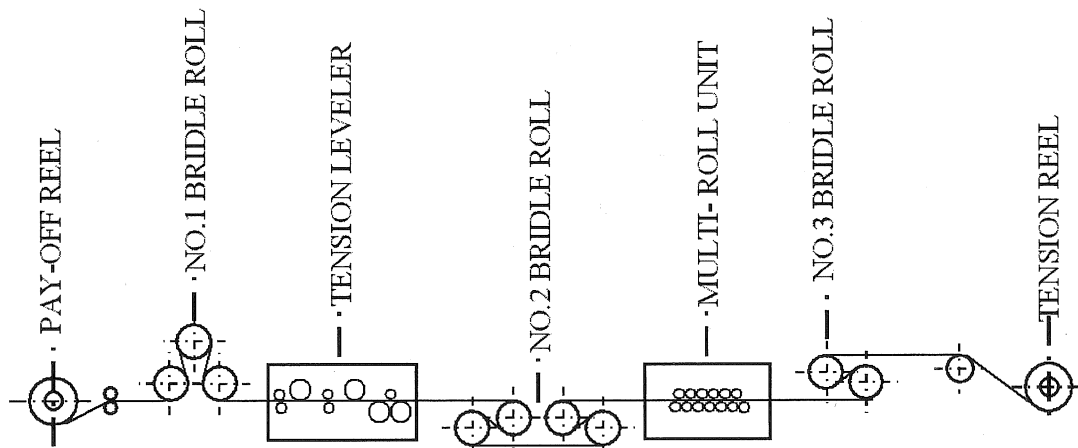 PAY-OFF REEL
NO.1 BRIDLE ROLL
TENSION LEVELER
NO.2 BRIDLE ROLL
MULTI-ROLL UNIT
NO.3 BRIDLE ROLL
TENSION REEL